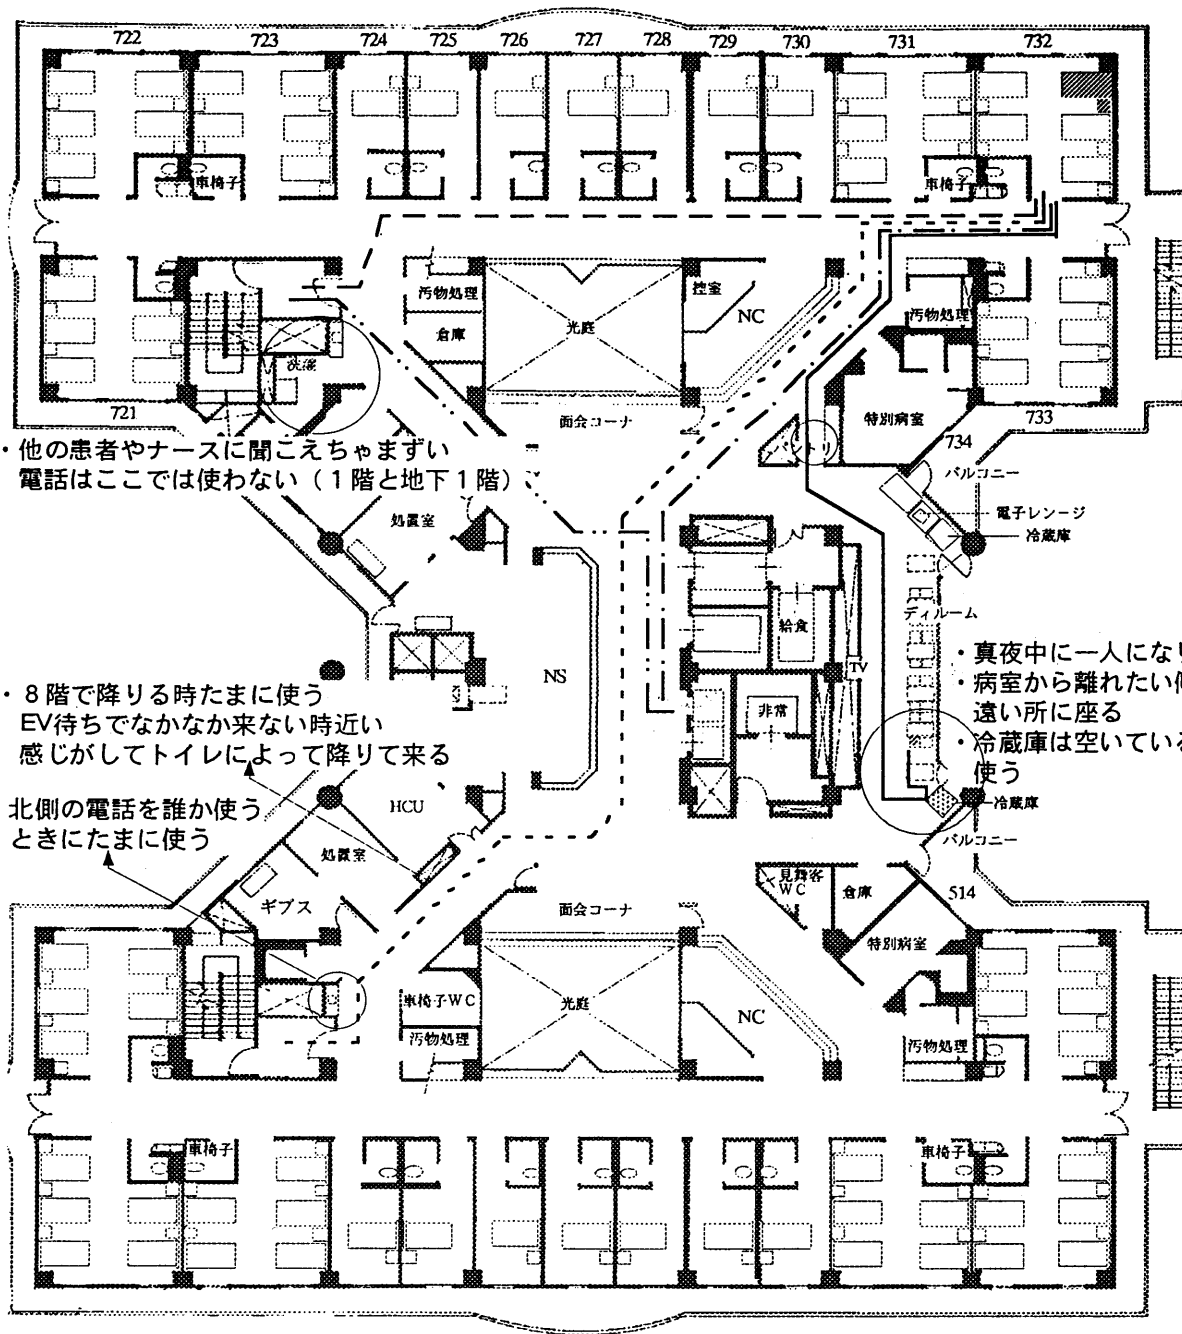 722
723
724
725
726
727
728
729
730
731
732
車椅子
車椅子
汚物処理
倉庫
光庭
控室
NC
汚物処理
洗濯
721
面会コーナ
特別病室
733
734
・他の患者やナースに聞こえちゃまずい
電話はここでは使わない（１階と地下１階）
バルコニー
処置室
電子レンジ
冷蔵庫
ディルーム
給食
NS
TV
・真夜中に一人になり
・病室から離れたい
遠い所に座る
・冷蔵庫は空いている
使う
・８階で降りる時たまに使う
EV待ちでなかなか来ない時近い
感じがしてトイレによって降りて来る
非常
冷蔵庫
HCU
北側の電話を誰か使う
ときにたまに使う
バルコニー
処置室
見舞客
ＷＣ
倉庫
514
ギブス
面会コーナ
特別病室
車椅子ＷＣ
光庭
NC
汚物処理
汚物処理
車椅子
車椅子